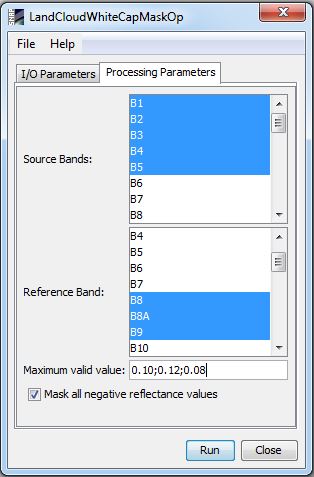 LandCloudWhiteCapMaskOp
File Help
I/O Parameters Processing Parameters
Source Bands:
B1
B2
B3
B4
B5
B6
B7
B8
Reference Band:
B4
B5
B6
B7
B8
B8A
B9
B10
Maximum valid value: 0.10;0.12;0.08
Mask all negative reflectance values
Run Close